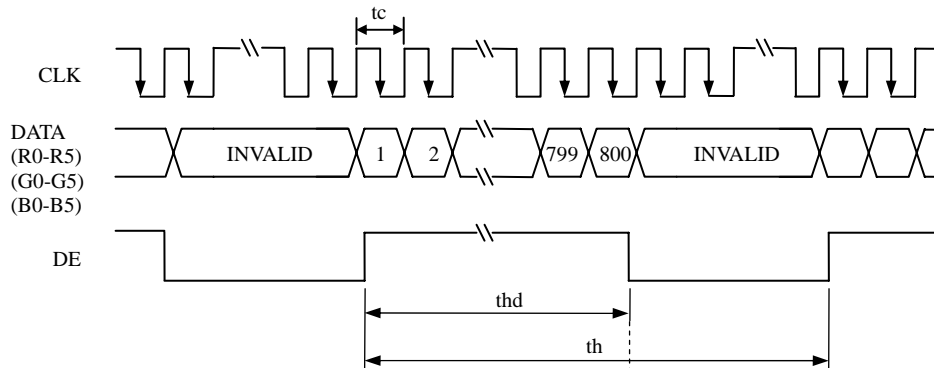 tc
CLK
DATA
(R0-R5)
(G0-G5)
(B0-B5)
INVALID 1 2 799 800 INVALID
DE
thd
th